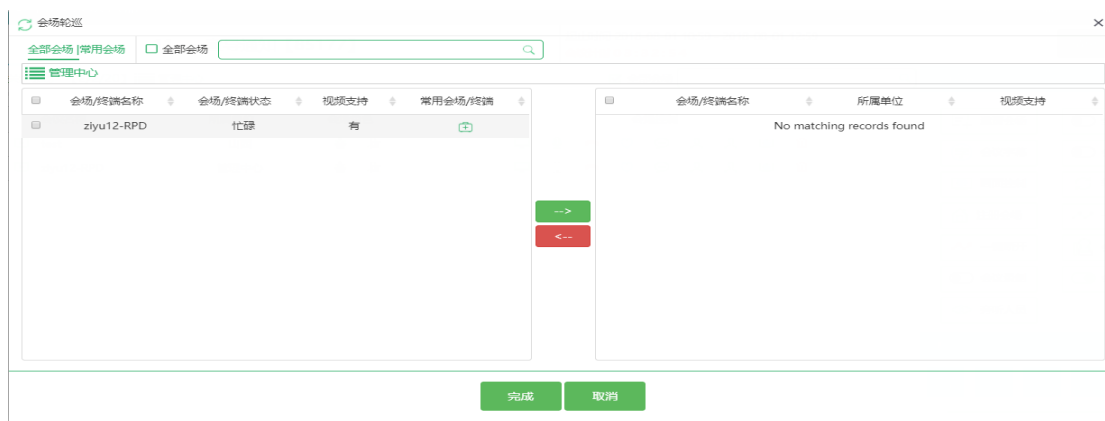 会场轮巡 ×
全部会场 |常用会场 全部会场
管理中心
会场/终端名称 会场/终端状态 视频支持 常用会场/终端
ziyu12-RPD 忙碌 有
会场/终端名称 所属单位 视频支持
No matching records found
-->
<--
完成 取消